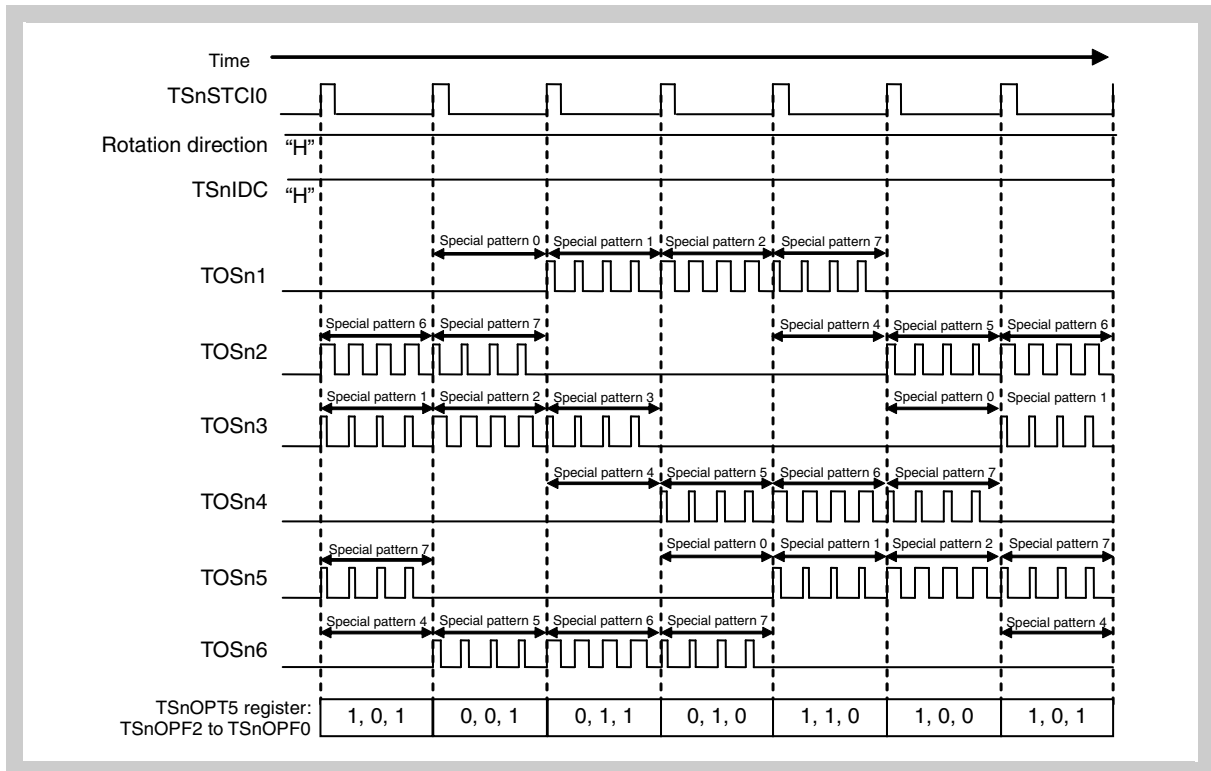 Time
TSnSTCI0
Rotation direction “H”
TSnIDC “H”
Special pattern 0 Special pattern 1 Special pattern 2 Special pattern 7
TOSn1
Special pattern 6 Special pattern 7 Special pattern 4 Special pattern 5 Special pattern 6
TOSn2
Special pattern 1 Special pattern 2 Special pattern 3 Special pattern 0 Special pattern 1
TOSn3
Special pattern 4 Special pattern 5 Special pattern 6 Special pattern 7
TOSn4
Special pattern 7 Special pattern 0 Special pattern 1 Special pattern 2 Special pattern 7
TOSn5
Special pattern 4 Special pattern 5 Special pattern 6 Special pattern 7 Special pattern 4
TOSn6
TSnOPT5 register:
TSnOPF2 to TSnOPF0
1, 0, 1 0, 0, 1 0, 1, 1 0, 1, 0 1, 1, 0 1, 0, 0 1, 0, 1